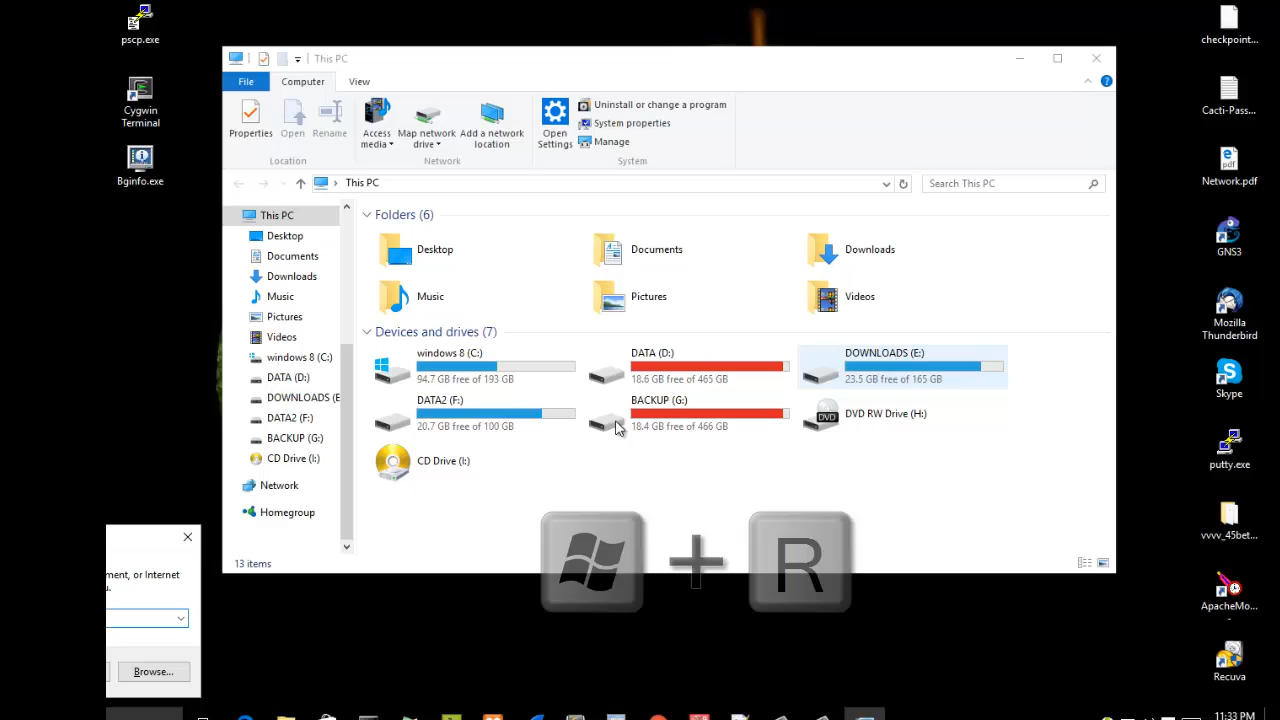 pscp.exe
Cygwin
Terminal
Bginfo.exe
This PC
File
Computer
View
Properties
Open
Rename
Access
media
Map network
drive
Add a network
location
Open
Settings
Uninstall or change a program
System properties
Manage
Location
Network
System
This PC
Search This PC
This PC
Desktop
Documents
Downloads
Music
Pictures
Videos
windows 8 (C:)
DATA (D:)
DOWNLOADS (E
DATA2 (F:)
BACKUP (G:)
CD Drive (I:)
Network
Homegroup
Folders (6)
Desktop
Documents
Downloads
Music
Pictures
Videos
Devices and drives (7)
windows 8 (C:)
94.7 GB free of 193 GB
DATA (D:)
18.6 GB free of 465 GB
DOWNLOADS (E:)
23.5 GB free of 165 GB
DATA2 (F:)
20.7 GB free of 100 GB
BACKUP (G:)
18.4 GB free of 466 GB
DVD
DVD RW Drive (H:)
CD Drive (I:)
13 items
R
ment, or Internet
u.
Browse...
checkpoint...
Cacti-Pass...
pdf
Network.pdf
GNS3
Mozilla
Thunderbird
Skype
putty.exe
vvvv_45bet...
ApacheMo...
Recuva
11:33 PM